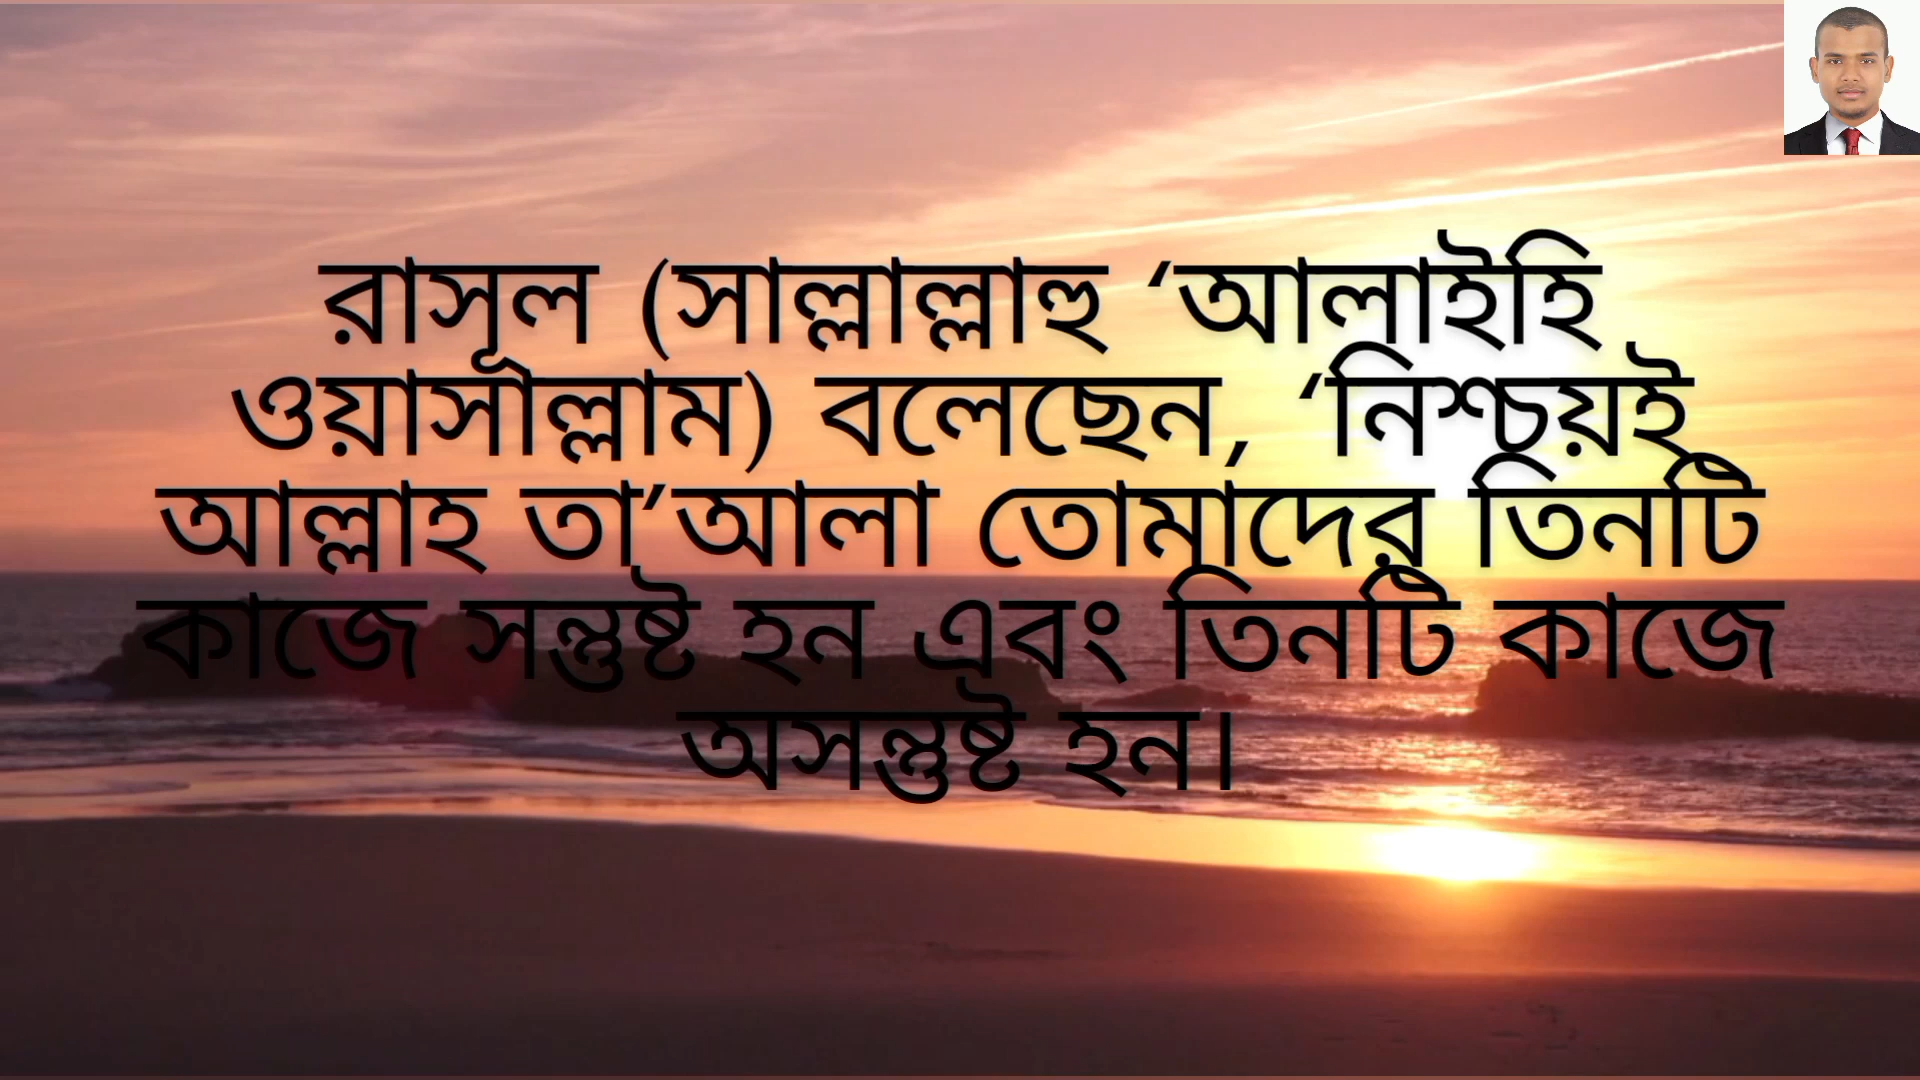 রাসূল (সাল্লাল্লাহু ‘আলাইহি
ওয়াসাল্লাম) বলেছেন, ‘নিশ্চয়ই
আল্লাহ তা’আলা তোমাদের তিনটি
কাজে সন্তুষ্ট হন এবং তিনটি কাজে
অসন্তুষ্ট হন।